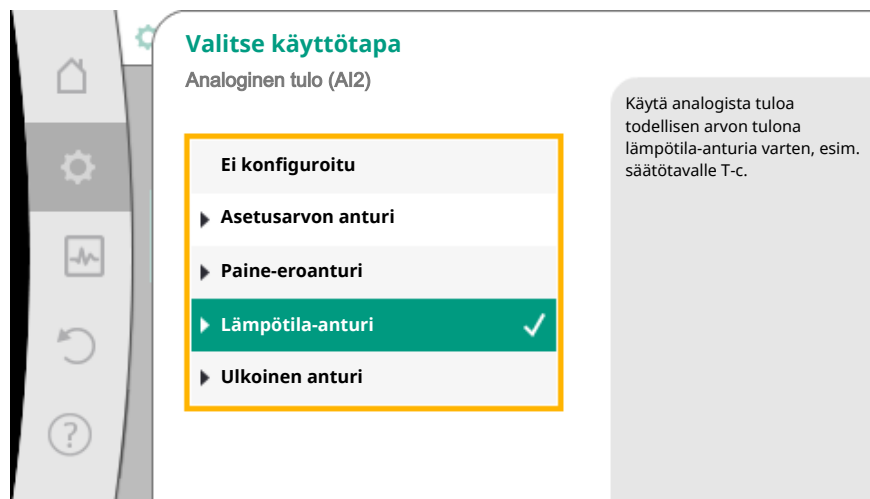 Valitse käyttötapa
Analoginen tulo (AI2)
Ei konfiguroitu
Asetusarvon anturi
Paine-eroanturi
Lämpötila-anturi
Ulkoinen anturi
Käytä analogista tuloa
todellisen arvon tulona
lämpötila-anturia varten, esim.
säätötavalle T-c.
?